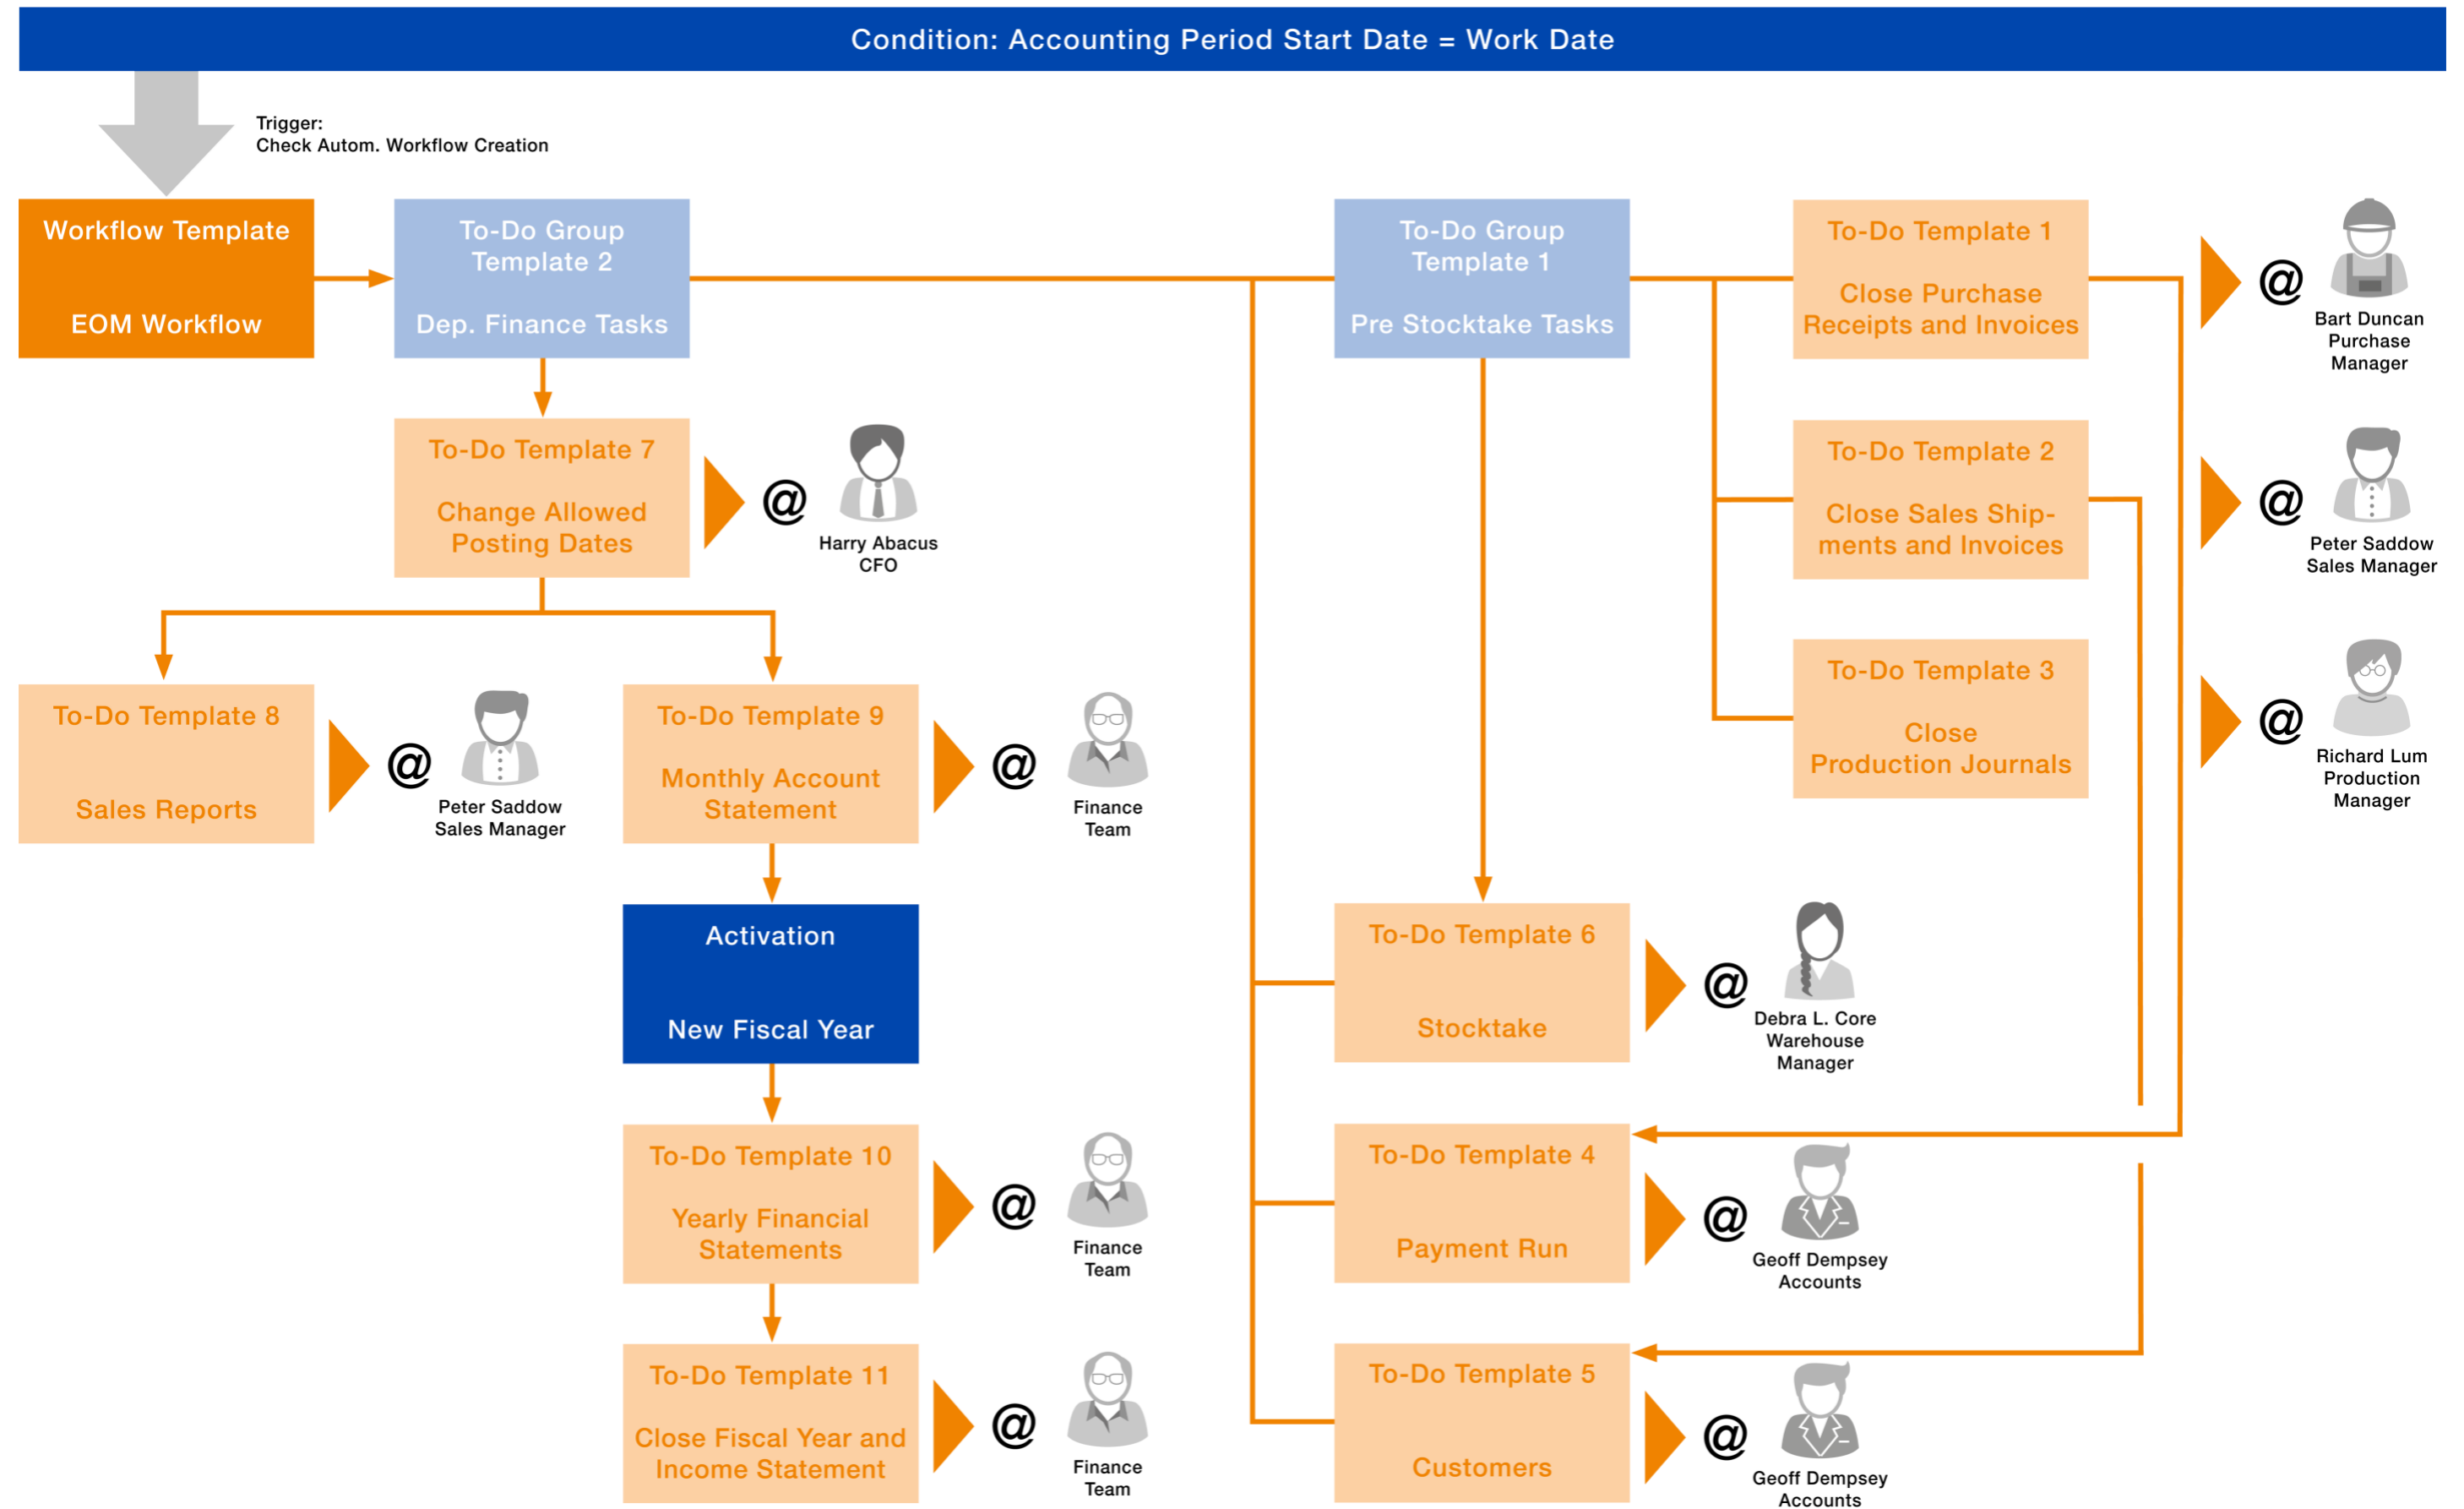 Condition: Accounting Period Start Date = Work Date
Trigger:
Check Autom. Workflow Creation
Workflow Template
EOM Workflow
To-Do Group
Template 2
Dep. Finance Tasks
To-Do Group
Template 1
Pre Stocktake Tasks
To-Do Template 1
Close Purchase
Receipts and Invoices
@
Bart Duncan
Purchase
Manager
To-Do Template 7
Change Allowed
Posting Dates
@
Harry Abacus
CFO
To-Do Template 2
Close Sales Ship-
ments and Invoices
@
Peter Saddow
Sales Manager
To-Do Template 3
Close
Production Journals
@
Richard Lum
Production
Manager
To-Do Template 8
Sales Reports
@
Peter Saddow
Sales Manager
To-Do Template 9
Monthly Account
Statement
@
Finance
Team
Activation
New Fiscal Year
To-Do Template 6
Stocktake
@
Debra L. Core
Warehouse
Manager
To-Do Template 10
Yearly Financial
Statements
@
Finance
Team
To-Do Template 4
Payment Run
@
Geoff Dempsey
Accounts
To-Do Template 11
Close Fiscal Year and
Income Statement
@
Finance
Team
To-Do Template 5
Customers
@
Geoff Dempsey
Accounts